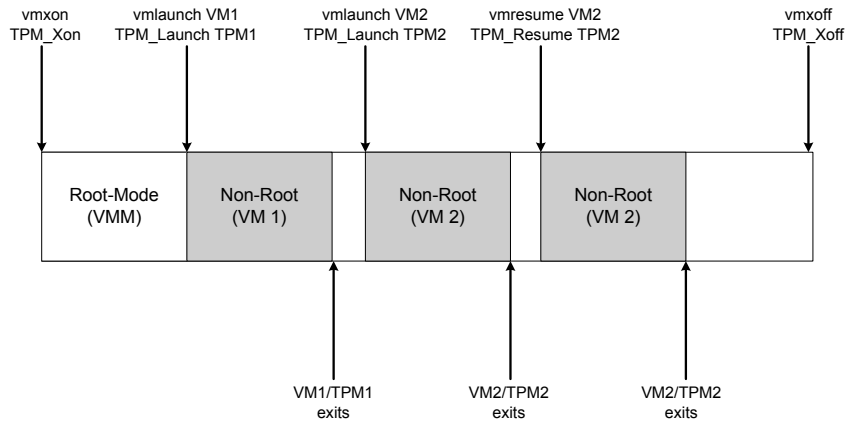 vmxon
TPM_Xon
vmlaunch VM1
TPM_Launch TPM1
vmlaunch VM2
TPM_Launch TPM2
vmresume VM2
TPM_Resume TPM2
vmxoff
TPM_Xoff
Root-Mode
(VMM)
Non-Root
(VM 1)
Non-Root
(VM 2)
Non-Root
(VM 2)
VM1/TPM1
exits
VM2/TPM2
exits
VM2/TPM2
exits